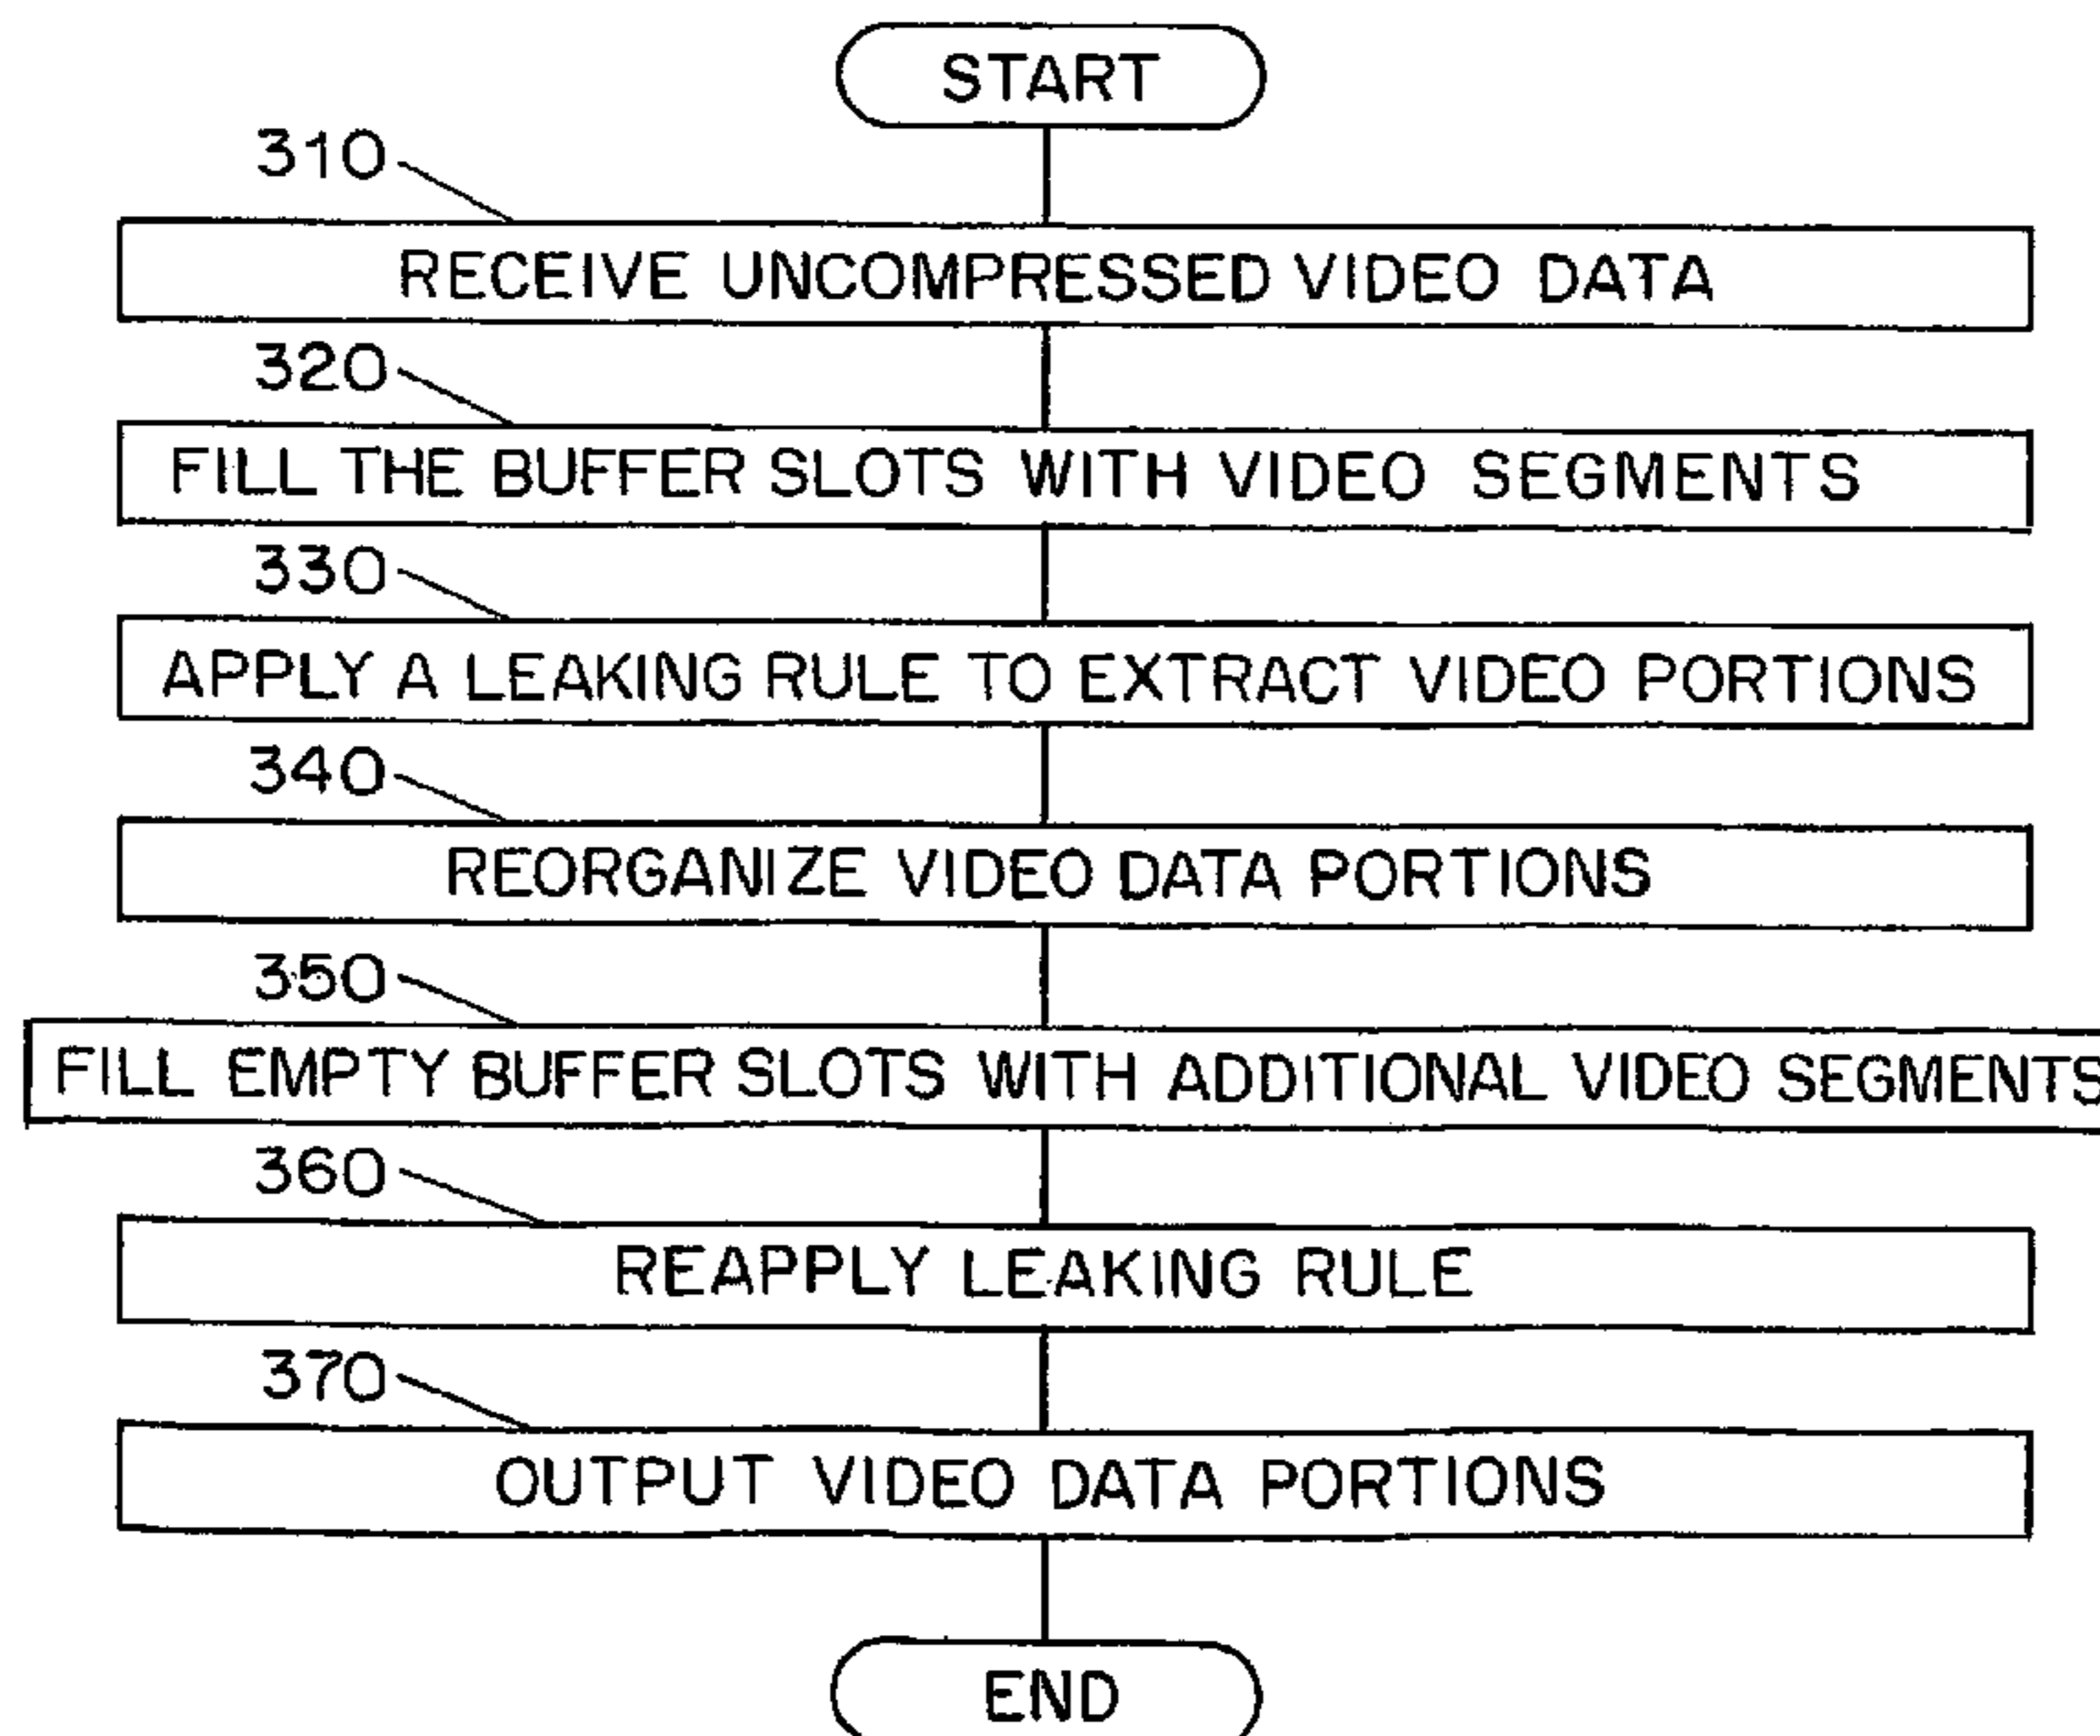 START
310
RECEIVE UNCOMPRESSED VIDEO DATA
320
FILL THE BUFFER SLOTS WITH VIDEO SEGMENTS
330
APPLY A LEAKING RULE TO EXTRACT VIDEO PORTIONS
340
REORGANIZE VIDEO DATA PORTIONS
350
FILL EMPTY BUFFER SLOTS WITH ADDITIONAL VIDEO SEGMENTS
360
REAPPLY LEAKING RULE
370
OUTPUT VIDEO DATA PORTIONS
END